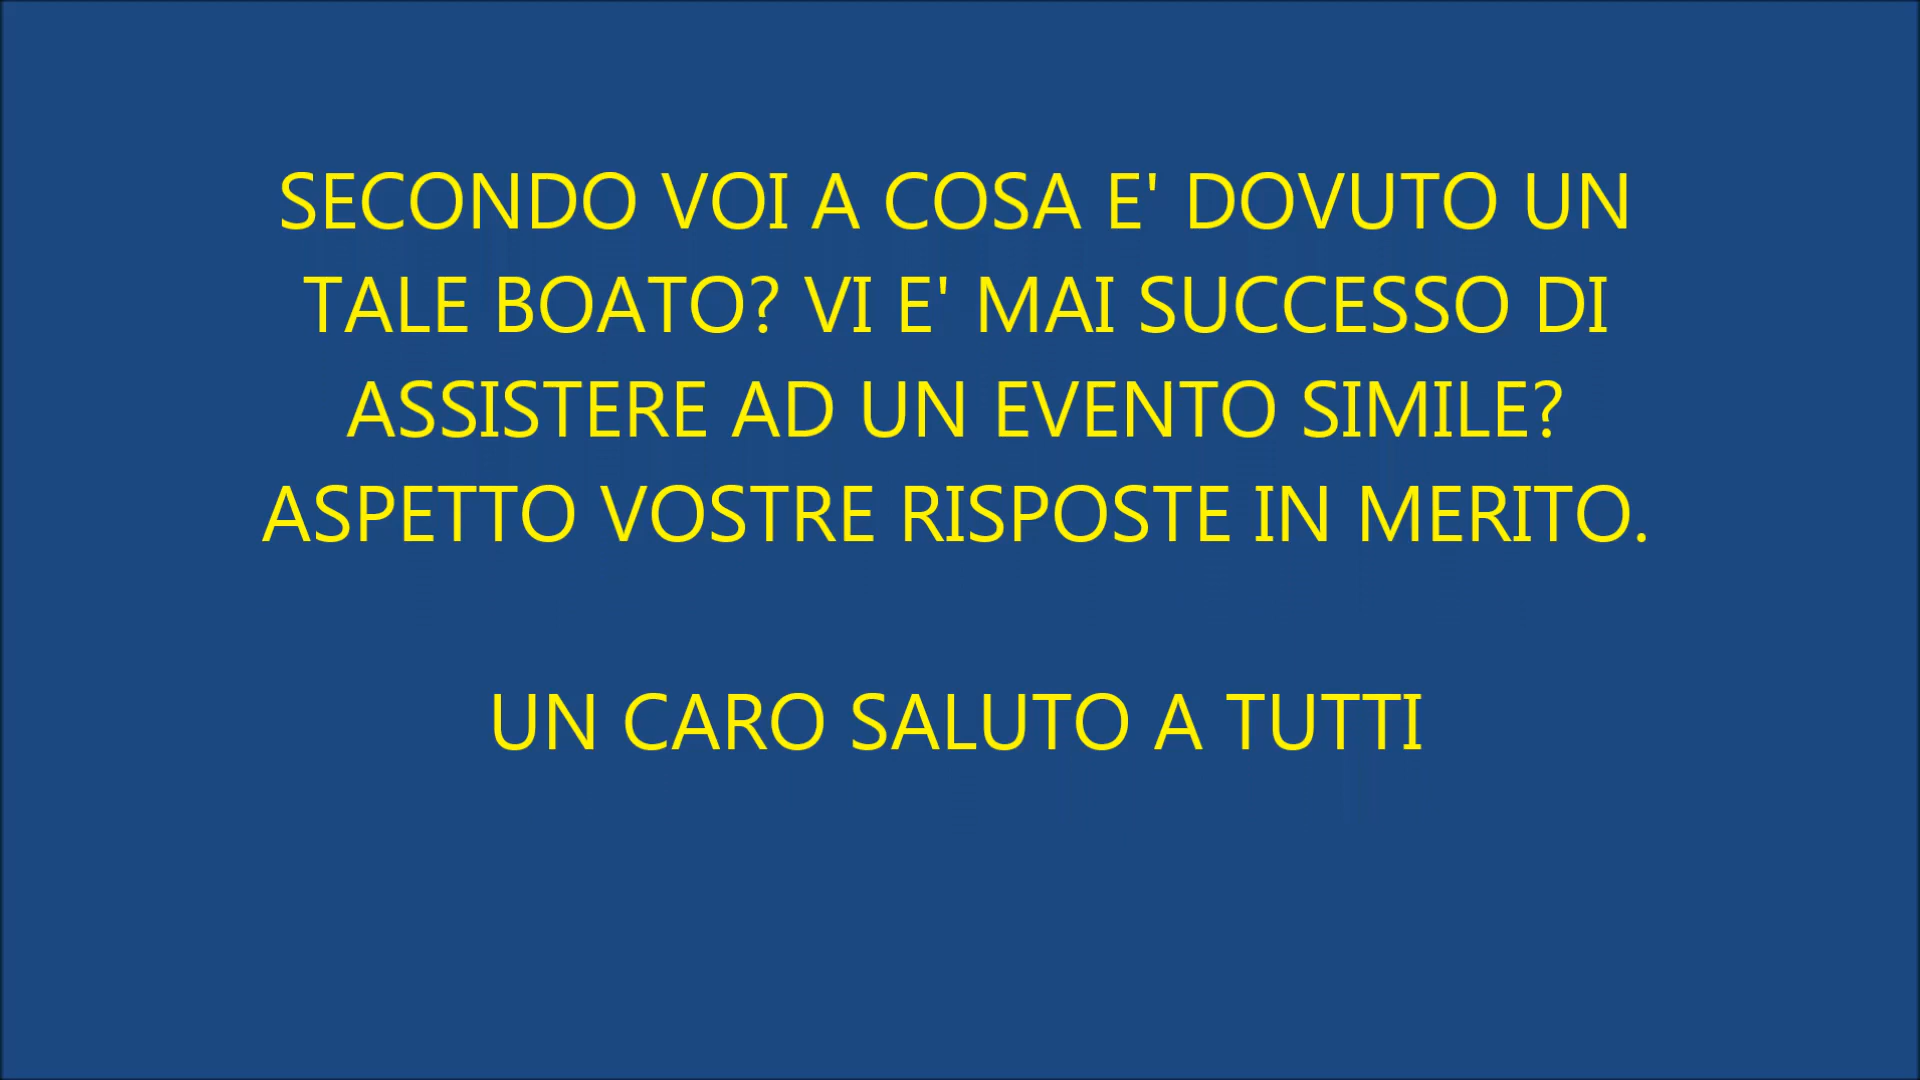 SECONDO VOI A COSA E' DOVUTO UN
TALE BOATO? VI E' MAI SUCCESSO DI
ASSISTERE AD UN EVENTO SIMILE?
ASPETTO VOSTRE RISPOSTE IN MERITO.
UN CARO SALUTO A TUTTI